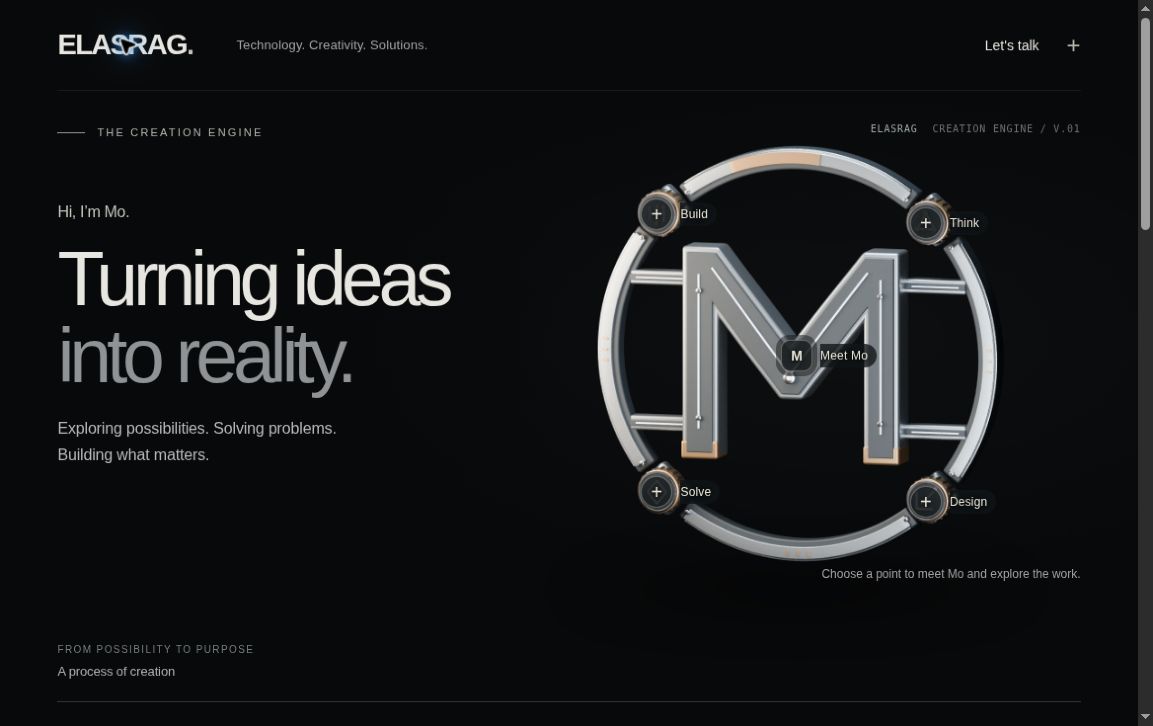 ELASRAG.
Technology. Creativity. Solutions.
Let's talk +
THE CREATION ENGINE
ELASRAG CREATION ENGINE / V.01
Hi, I'm Mo.
Turning ideas
into reality.
Exploring possibilities. Solving problems.
Building what matters.
+ Build
+ Think
M Meet Mo
+ Solve
+ Design
Choose a point to meet Mo and explore the work.
FROM POSSIBILITY TO PURPOSE
A process of creation